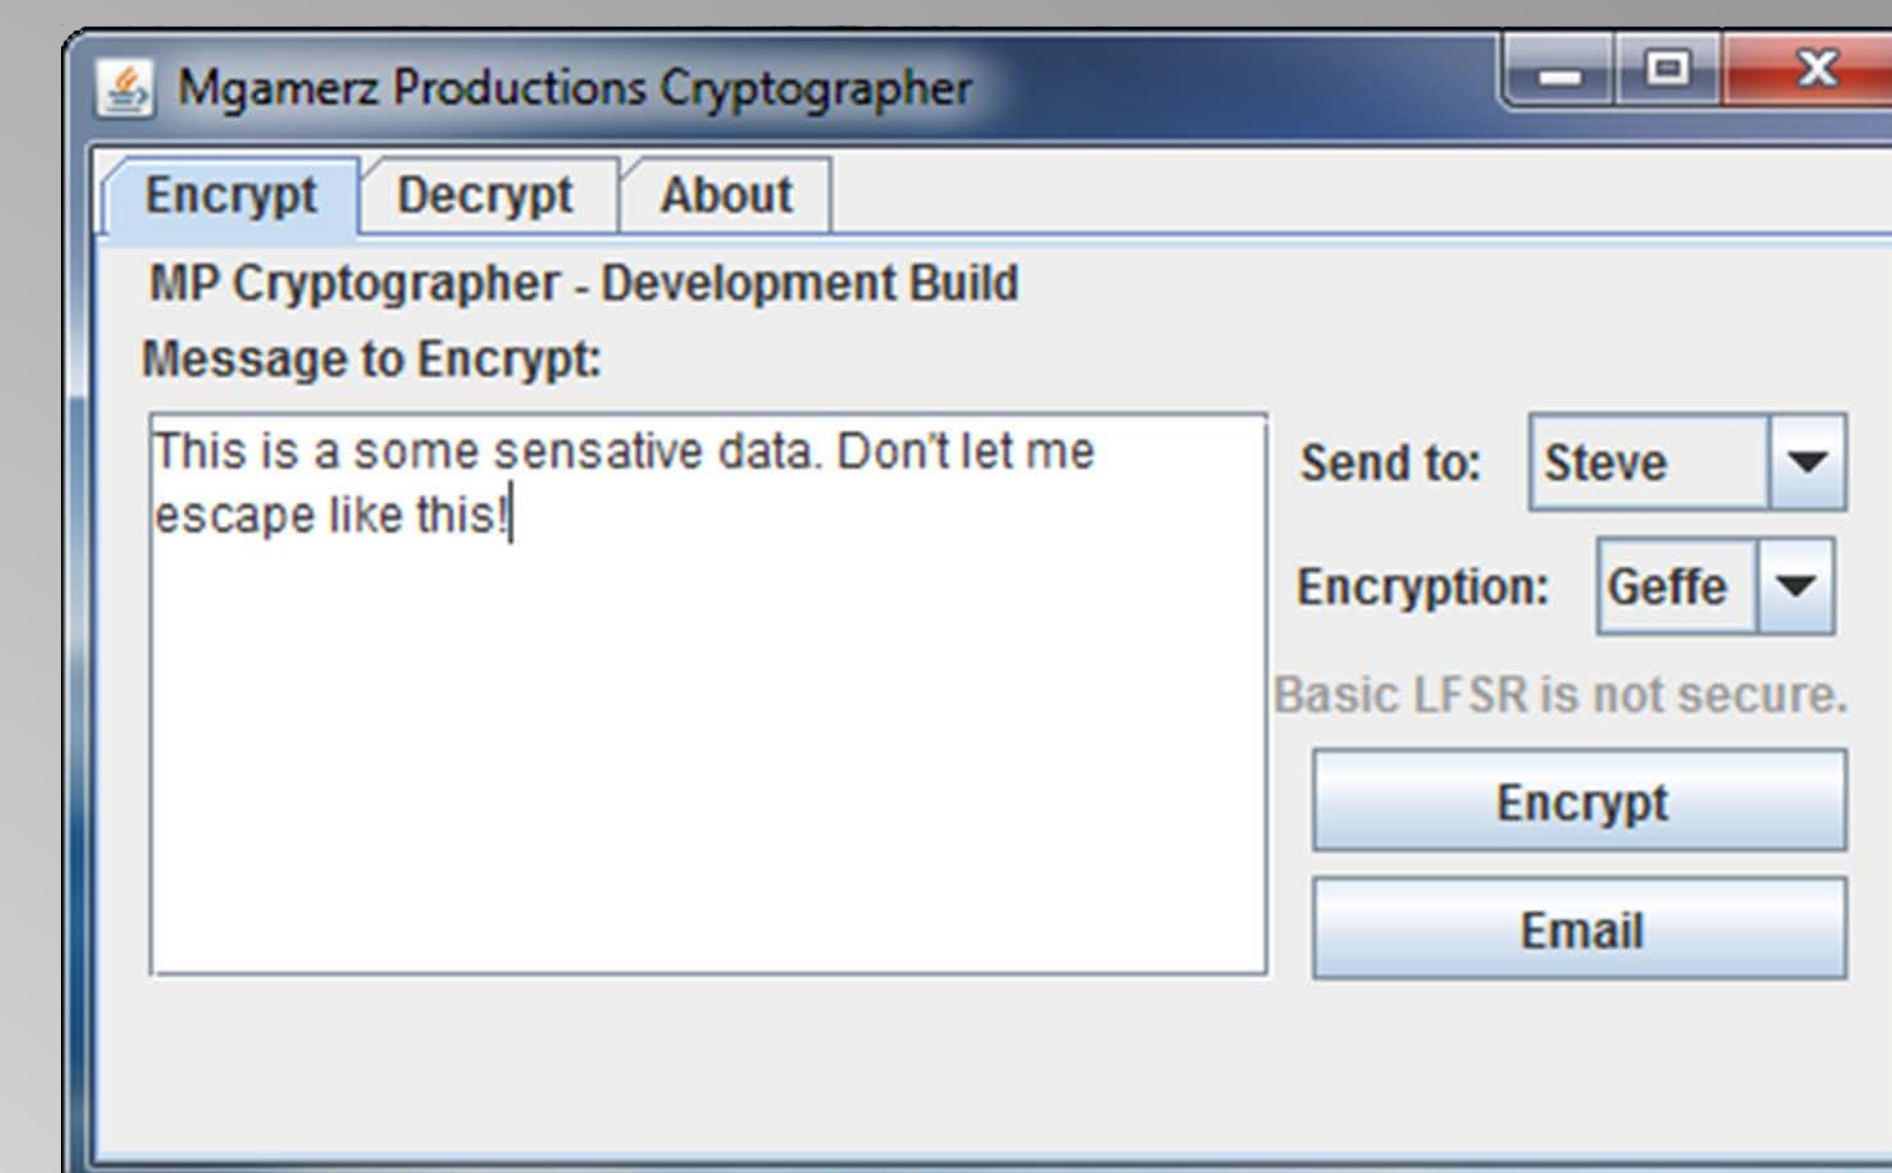 Mgamerz Productions Cryptographer
Encrypt Decrypt About
MP Cryptographer - Development Build
Message to Encrypt:
This is a some sensative data. Don't let me
escape like this!
Send to: Steve
Encryption: Geffe
Basic LFSR is not secure.
Encrypt
Email